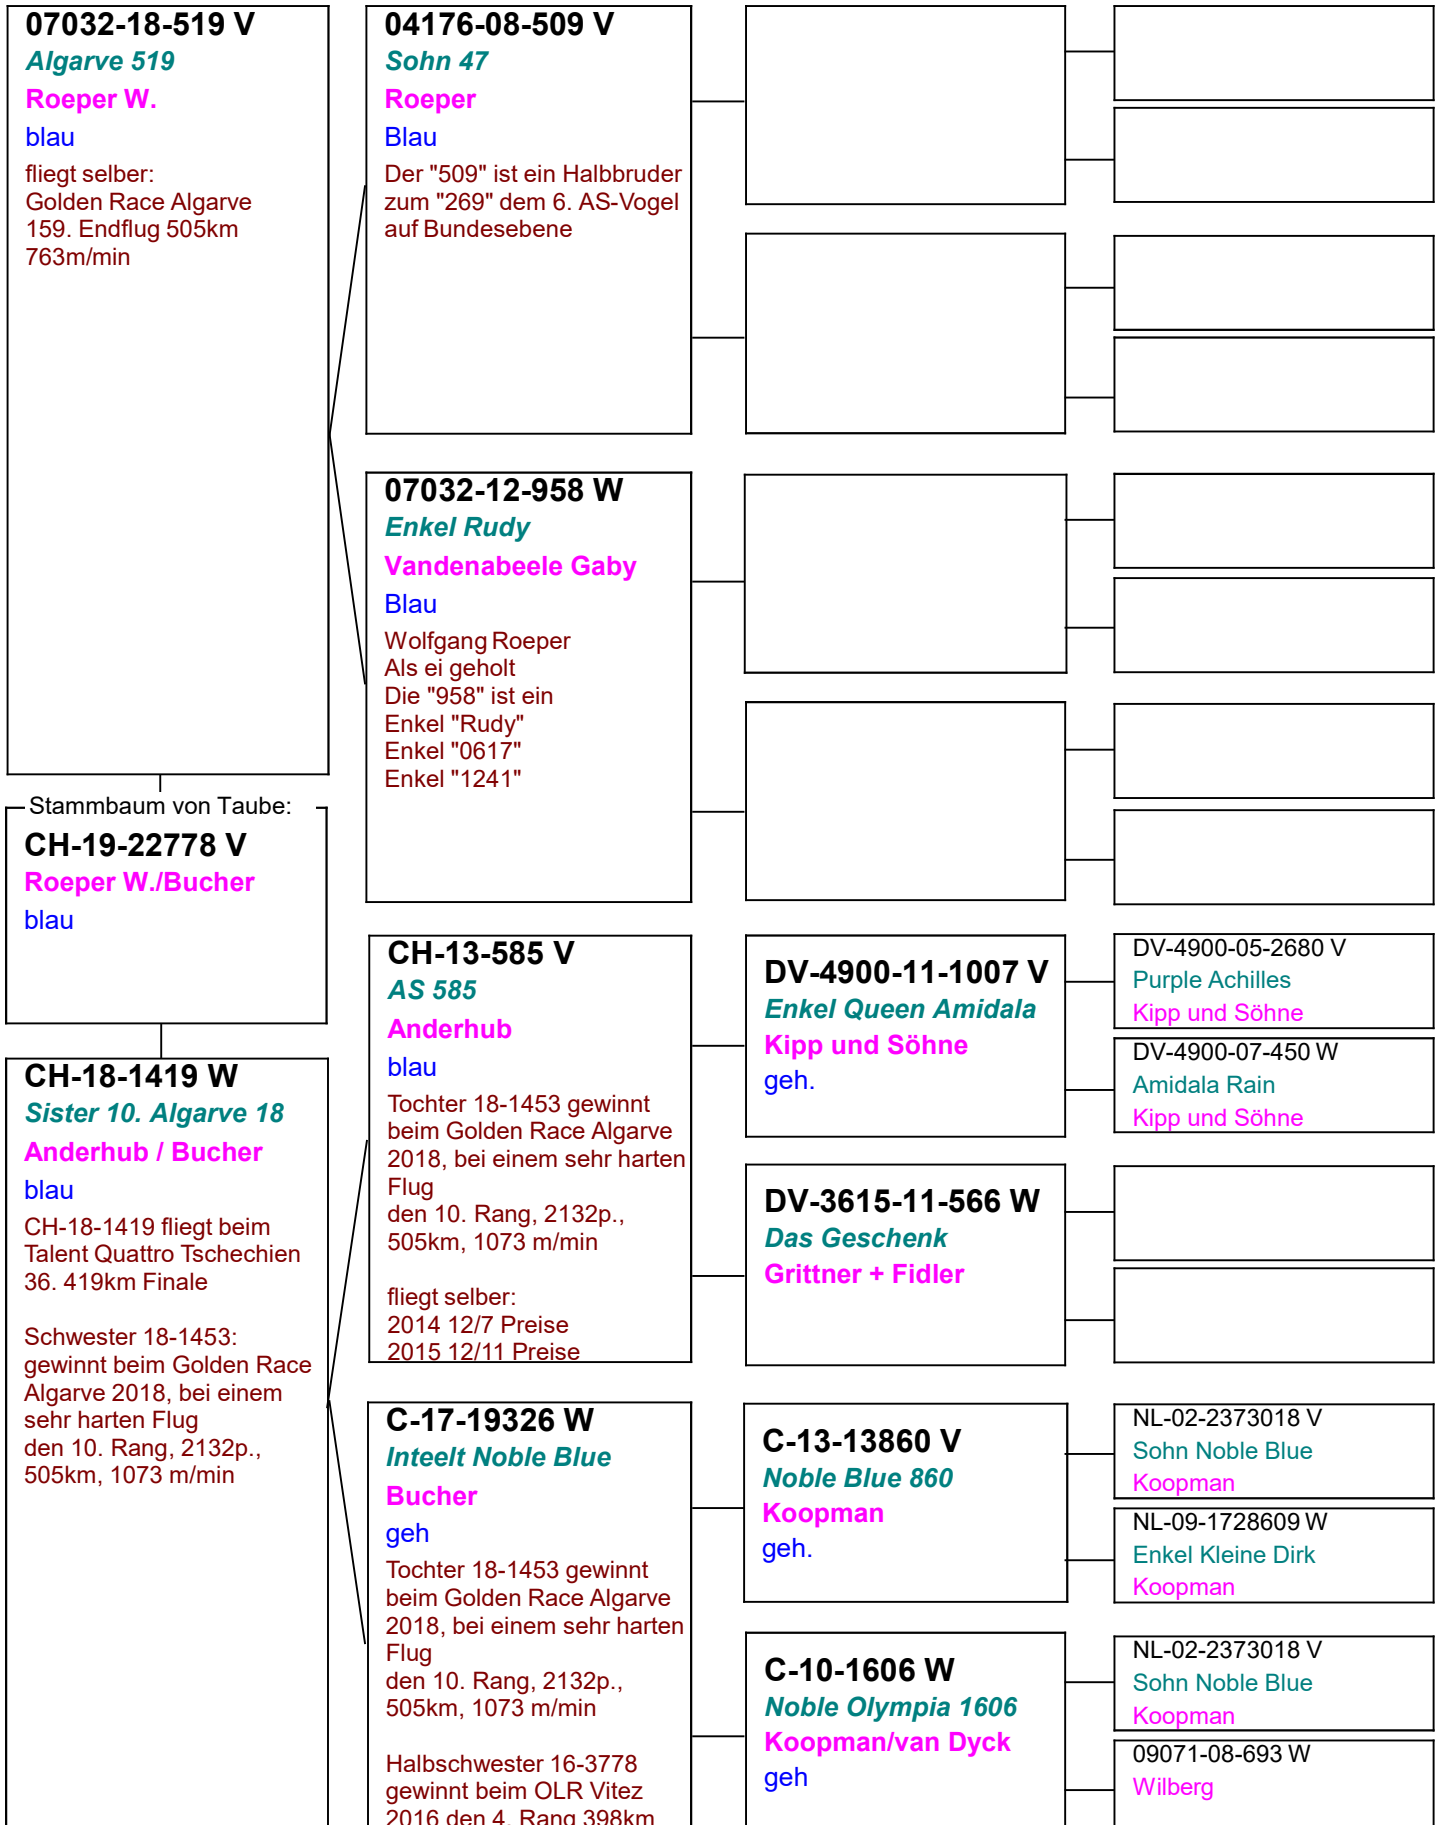 07032-18-519 V
Algarve 519
Roeper W.
blau
fliegt selber:
Golden Race Algarve
159. Endflug 505km
763m/min
Stammbaum von Taube:
CH-19-22778 V
Roeper W./Bucher
blau
CH-18-1419 W
Sister 10. Algarve 18
Anderhub / Bucher
blau
CH-18-1419 fliegt beim
Talent Quattro Tschechien
36. 419km Finale
Schwester 18-1453:
gewinnt beim Golden Race
Algarve 2018, bei einem
sehr harten Flug
den 10. Rang, 2132p.,
505km, 1073 m/min
04176-08-509 V
Sohn 47
Roeper
Blau
Der "509" ist ein Halbbruder
zum "269" dem 6. AS-Vogel
auf Bundesebene
07032-12-958 W
Enkel Rudy
Vandenabeele Gaby
Blau
Wolfgang Roeper
Als ei geholt
Die "958" ist ein
Enkel "Rudy"
Enkel "0617"
Enkel "1241"
CH-13-585 V
AS 585
Anderhub
blau
Tochter 18-1453 gewinnt
beim Golden Race Algarve
2018, bei einem sehr harten
Flug
den 10. Rang, 2132p.,
505km, 1073 m/min
fliegt selber:
2014 12/7 Preise
2015 12/11 Preise
C-17-19326 W
Inteelt Noble Blue
Bucher
geh
Tochter 18-1453 gewinnt
beim Golden Race Algarve
2018, bei einem sehr harten
Flug
den 10. Rang, 2132p.,
505km, 1073 m/min
Halbschwester 16-3778
gewinnt beim OLR Vitez
2016 den 4. Rang 398km
DV-4900-11-1007 V
Enkel Queen Amidala
Kipp und Söhne
geh.
DV-3615-11-566 W
Das Geschenk
Grittner + Fidler
C-13-13860 V
Noble Blue 860
Koopman
geh.
C-10-1606 W
Noble Olympia 1606
Koopman/van Dyck
geh
DV-4900-05-2680 V
Purple Achilles
Kipp und Söhne
DV-4900-07-450 W
Amidala Rain
Kipp und Söhne
NL-02-2373018 V
Sohn Noble Blue
Koopman
NL-09-1728609 W
Enkel Kleine Dirk
Koopman
NL-02-2373018 V
Sohn Noble Blue
Koopman
09071-08-693 W
Wilberg